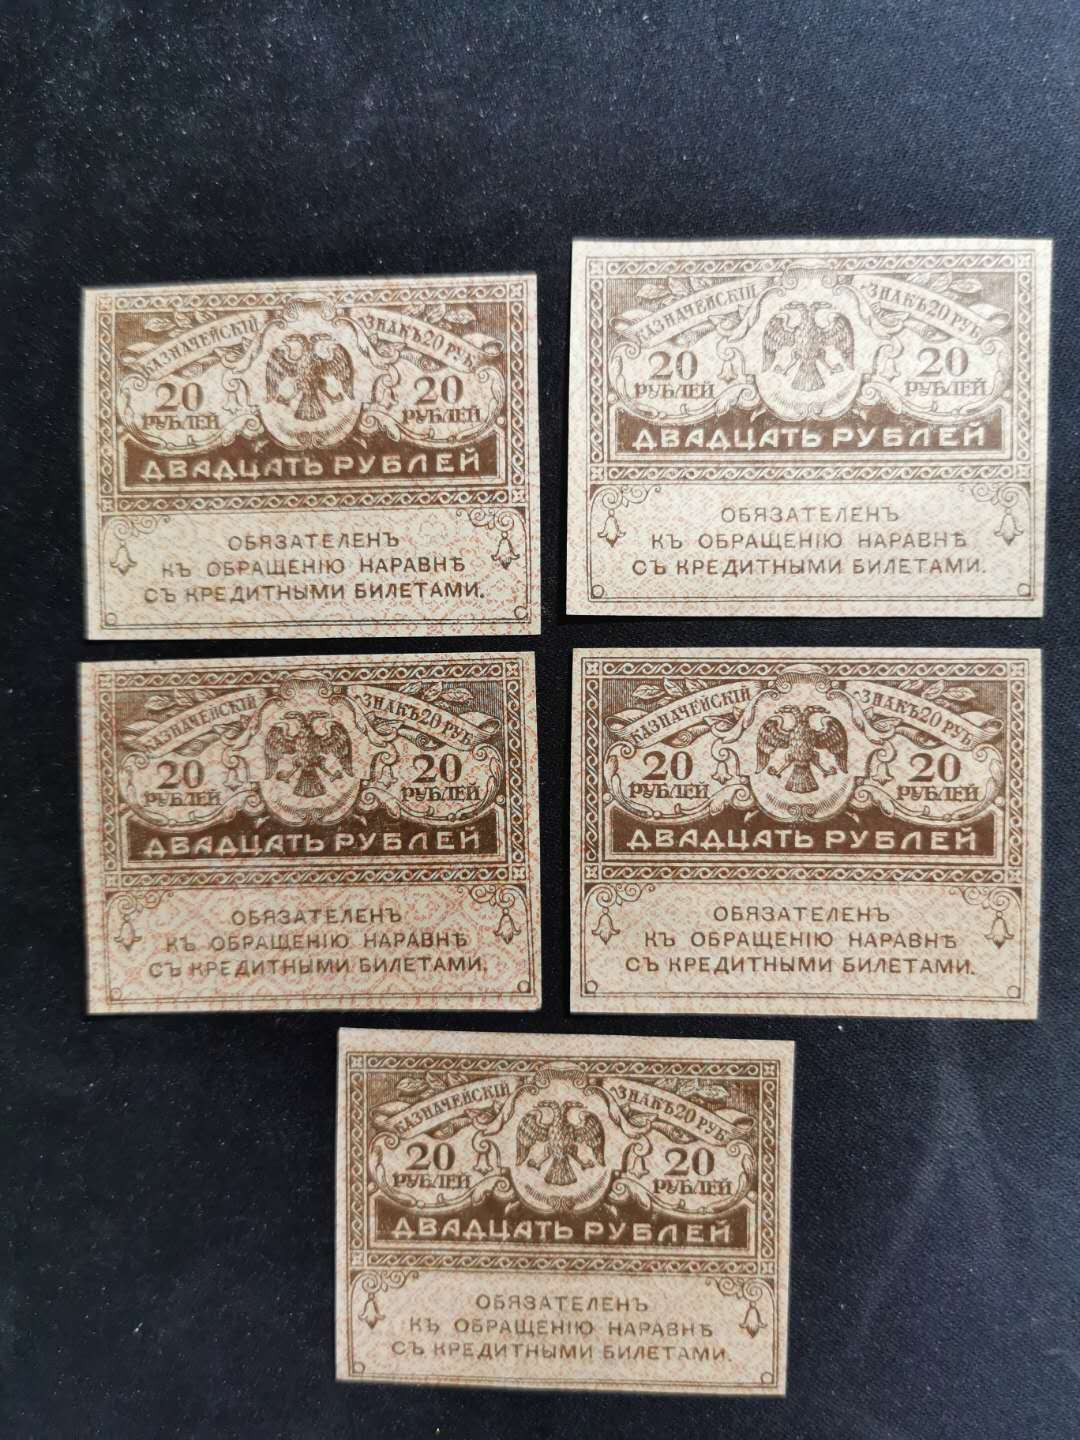 КАЗНАЧЕЙСКІЙ ЗНАКЪ 20 РУБ.
20 20
РУБЛЕЙ РУБЛЕЙ
ДВАДЦАТЬ РУБЛЕЙ
ОБЯЗАТЕЛЕНЪ
КЪ ОБРАЩЕНІЮ НАРАВНѢ
СЪ КРЕДИТНЫМИ БИЛЕТАМИ.
КАЗНАЧЕЙСКІЙ ЗНАКЪ 20 РУБ.
20 20
РУБЛЕЙ РУБЛЕЙ
ДВАДЦАТЬ РУБЛЕЙ
ОБЯЗАТЕЛЕНЪ
КЪ ОБРАЩЕНІЮ НАРАВНѢ
СЪ КРЕДИТНЫМИ БИЛЕТАМИ.
КАЗНАЧЕЙСКІЙ ЗНАКЪ 20 РУБ.
20 20
РУБЛЕЙ РУБЛЕЙ
ДВАДЦАТЬ РУБЛЕЙ
ОБЯЗАТЕЛЕНЪ
КЪ ОБРАЩЕНІЮ НАРАВНѢ
СЪ КРЕДИТНЫМИ БИЛЕТАМИ.
КАЗНАЧЕЙСКІЙ ЗНАКЪ 20 РУБ.
20 20
РУБЛЕЙ РУБЛЕЙ
ДВАДЦАТЬ РУБЛЕЙ
ОБЯЗАТЕЛЕНЪ
КЪ ОБРАЩЕНІЮ НАРАВНѢ
СЪ КРЕДИТНЫМИ БИЛЕТАМИ.
КАЗНАЧЕЙСКІЙ ЗНАКЪ 20 РУБ.
20 20
РУБЛЕЙ РУБЛЕЙ
ДВАДЦАТЬ РУБЛЕЙ
ОБЯЗАТЕЛЕНЪ
КЪ ОБРАЩЕНІЮ НАРАВНѢ
СЪ КРЕДИТНЫМИ БИЛЕТАМИ.